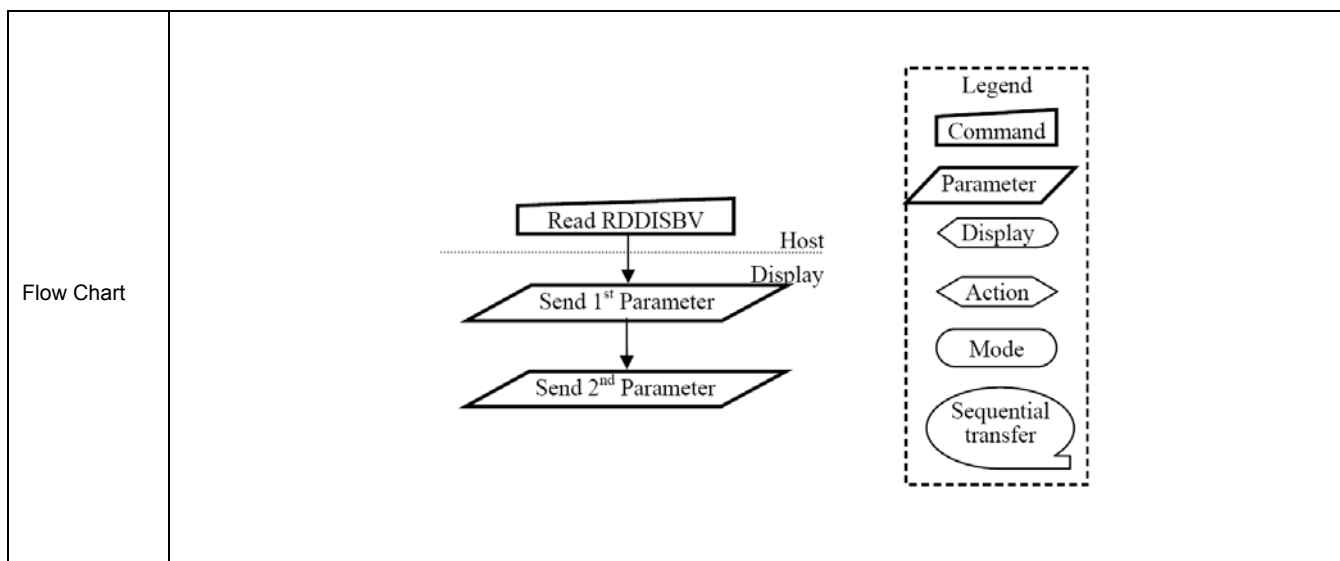 Flow Chart
Read RDDISBV
Host
Display
Send 1st Parameter
Send 2nd Parameter
Legend
Command
Parameter
Display
Action
Mode
Sequential
transfer